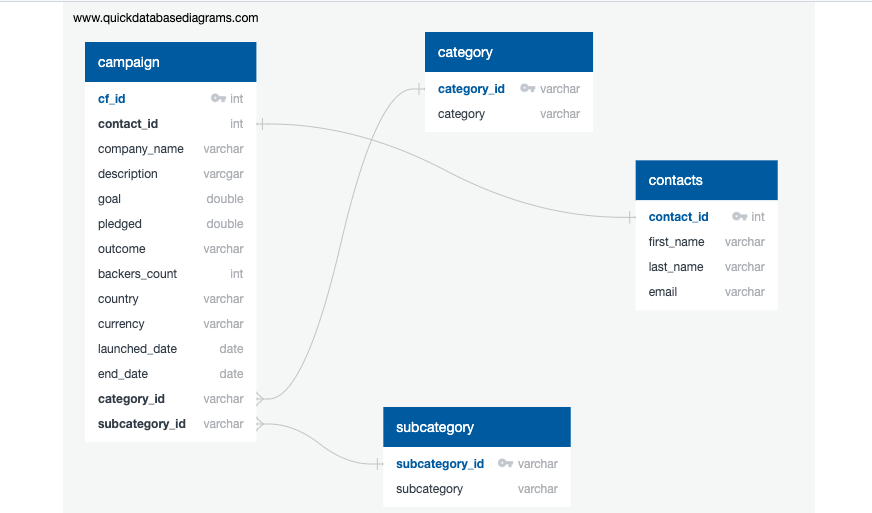 www.quickdatabasediagrams.com
campaign
cf_id int
contact_id int
company_name varchar
description varcgar
goal double
pledged double
outcome varchar
backers_count int
country varchar
currency varchar
launched_date date
end_date date
category_id varchar
subcategory_id varchar
category
category_id varchar
category varchar
contacts
contact_id int
first_name varchar
last_name varchar
email varchar
subcategory
subcategory_id varchar
subcategory varchar